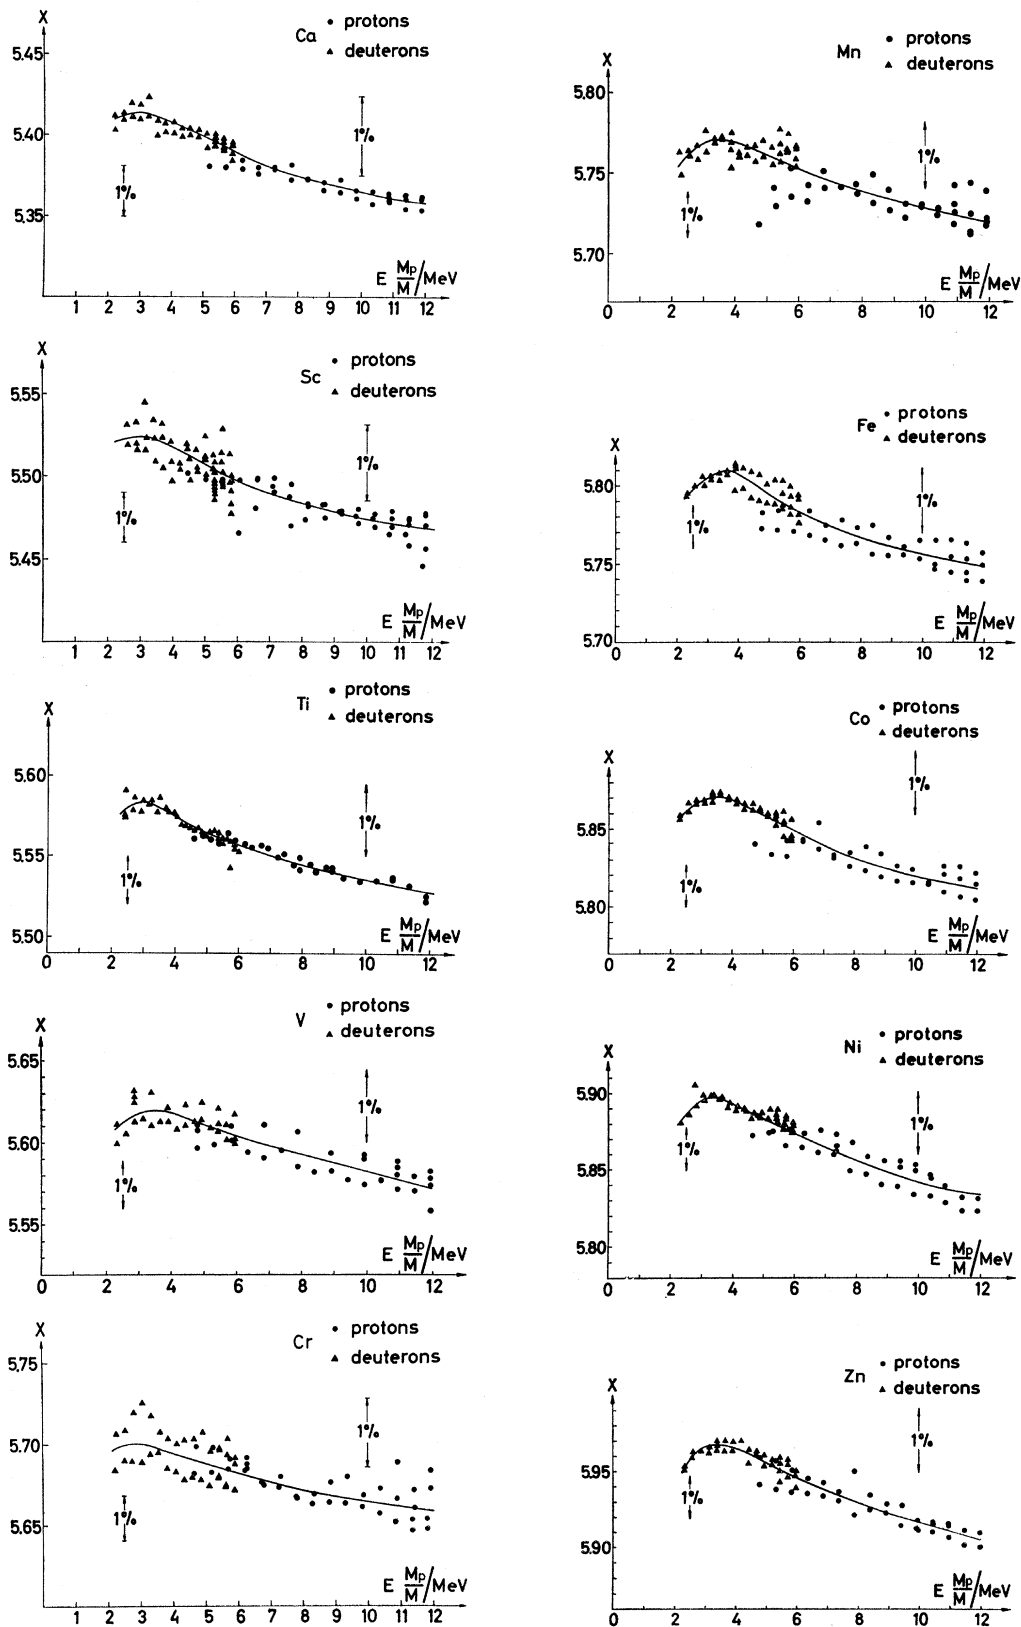 X
Ca
protons
deuterons
5.45
5.40
5.35
1%
1%
E Mp/M /MeV
1 2 3 4 5 6 7 8 9 10 11 12
X
Mn
protons
deuterons
5.80
5.75
5.70
1%
1%
E Mp/M /MeV
0 2 4 6 8 10 12
X
Sc
protons
deuterons
5.55
5.50
5.45
1%
1%
E Mp/M /MeV
1 2 3 4 5 6 7 8 9 10 11 12
X
Fe
protons
deuterons
5.80
5.75
5.70
1%
1%
E Mp/M /MeV
0 2 4 6 8 10 12
X
Ti
protons
deuterons
5.60
5.55
5.50
1%
1%
E Mp/M /MeV
0 2 4 6 8 10 12
X
Co
protons
deuterons
5.85
5.80
1%
1%
E Mp/M /MeV
0 2 4 6 8 10 12
X
V
protons
deuterons
5.65
5.60
5.55
1%
1%
E Mp/M /MeV
0 2 4 6 8 10 12
X
Ni
protons
deuterons
5.90
5.85
5.80
1%
1%
E Mp/M /MeV
0 2 4 6 8 10 12
X
Cr
protons
deuterons
5.75
5.70
5.65
1%
1%
E Mp/M /MeV
1 2 3 4 5 6 7 8 9 10 11 12
X
Zn
protons
deuterons
5.95
5.90
1%
1%
E Mp/M /MeV
0 2 4 6 8 10 12